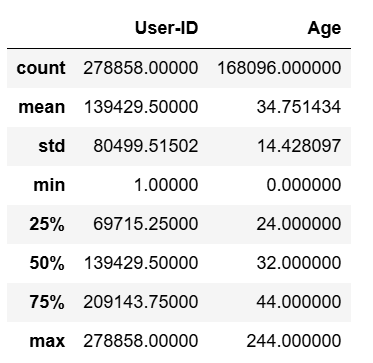 User-ID Age
count 278858.00000 168096.000000
mean 139429.50000 34.751434
std 80499.51502 14.428097
min 1.00000 0.000000
25% 69715.25000 24.000000
50% 139429.50000 32.000000
75% 209143.75000 44.000000
max 278858.00000 244.000000